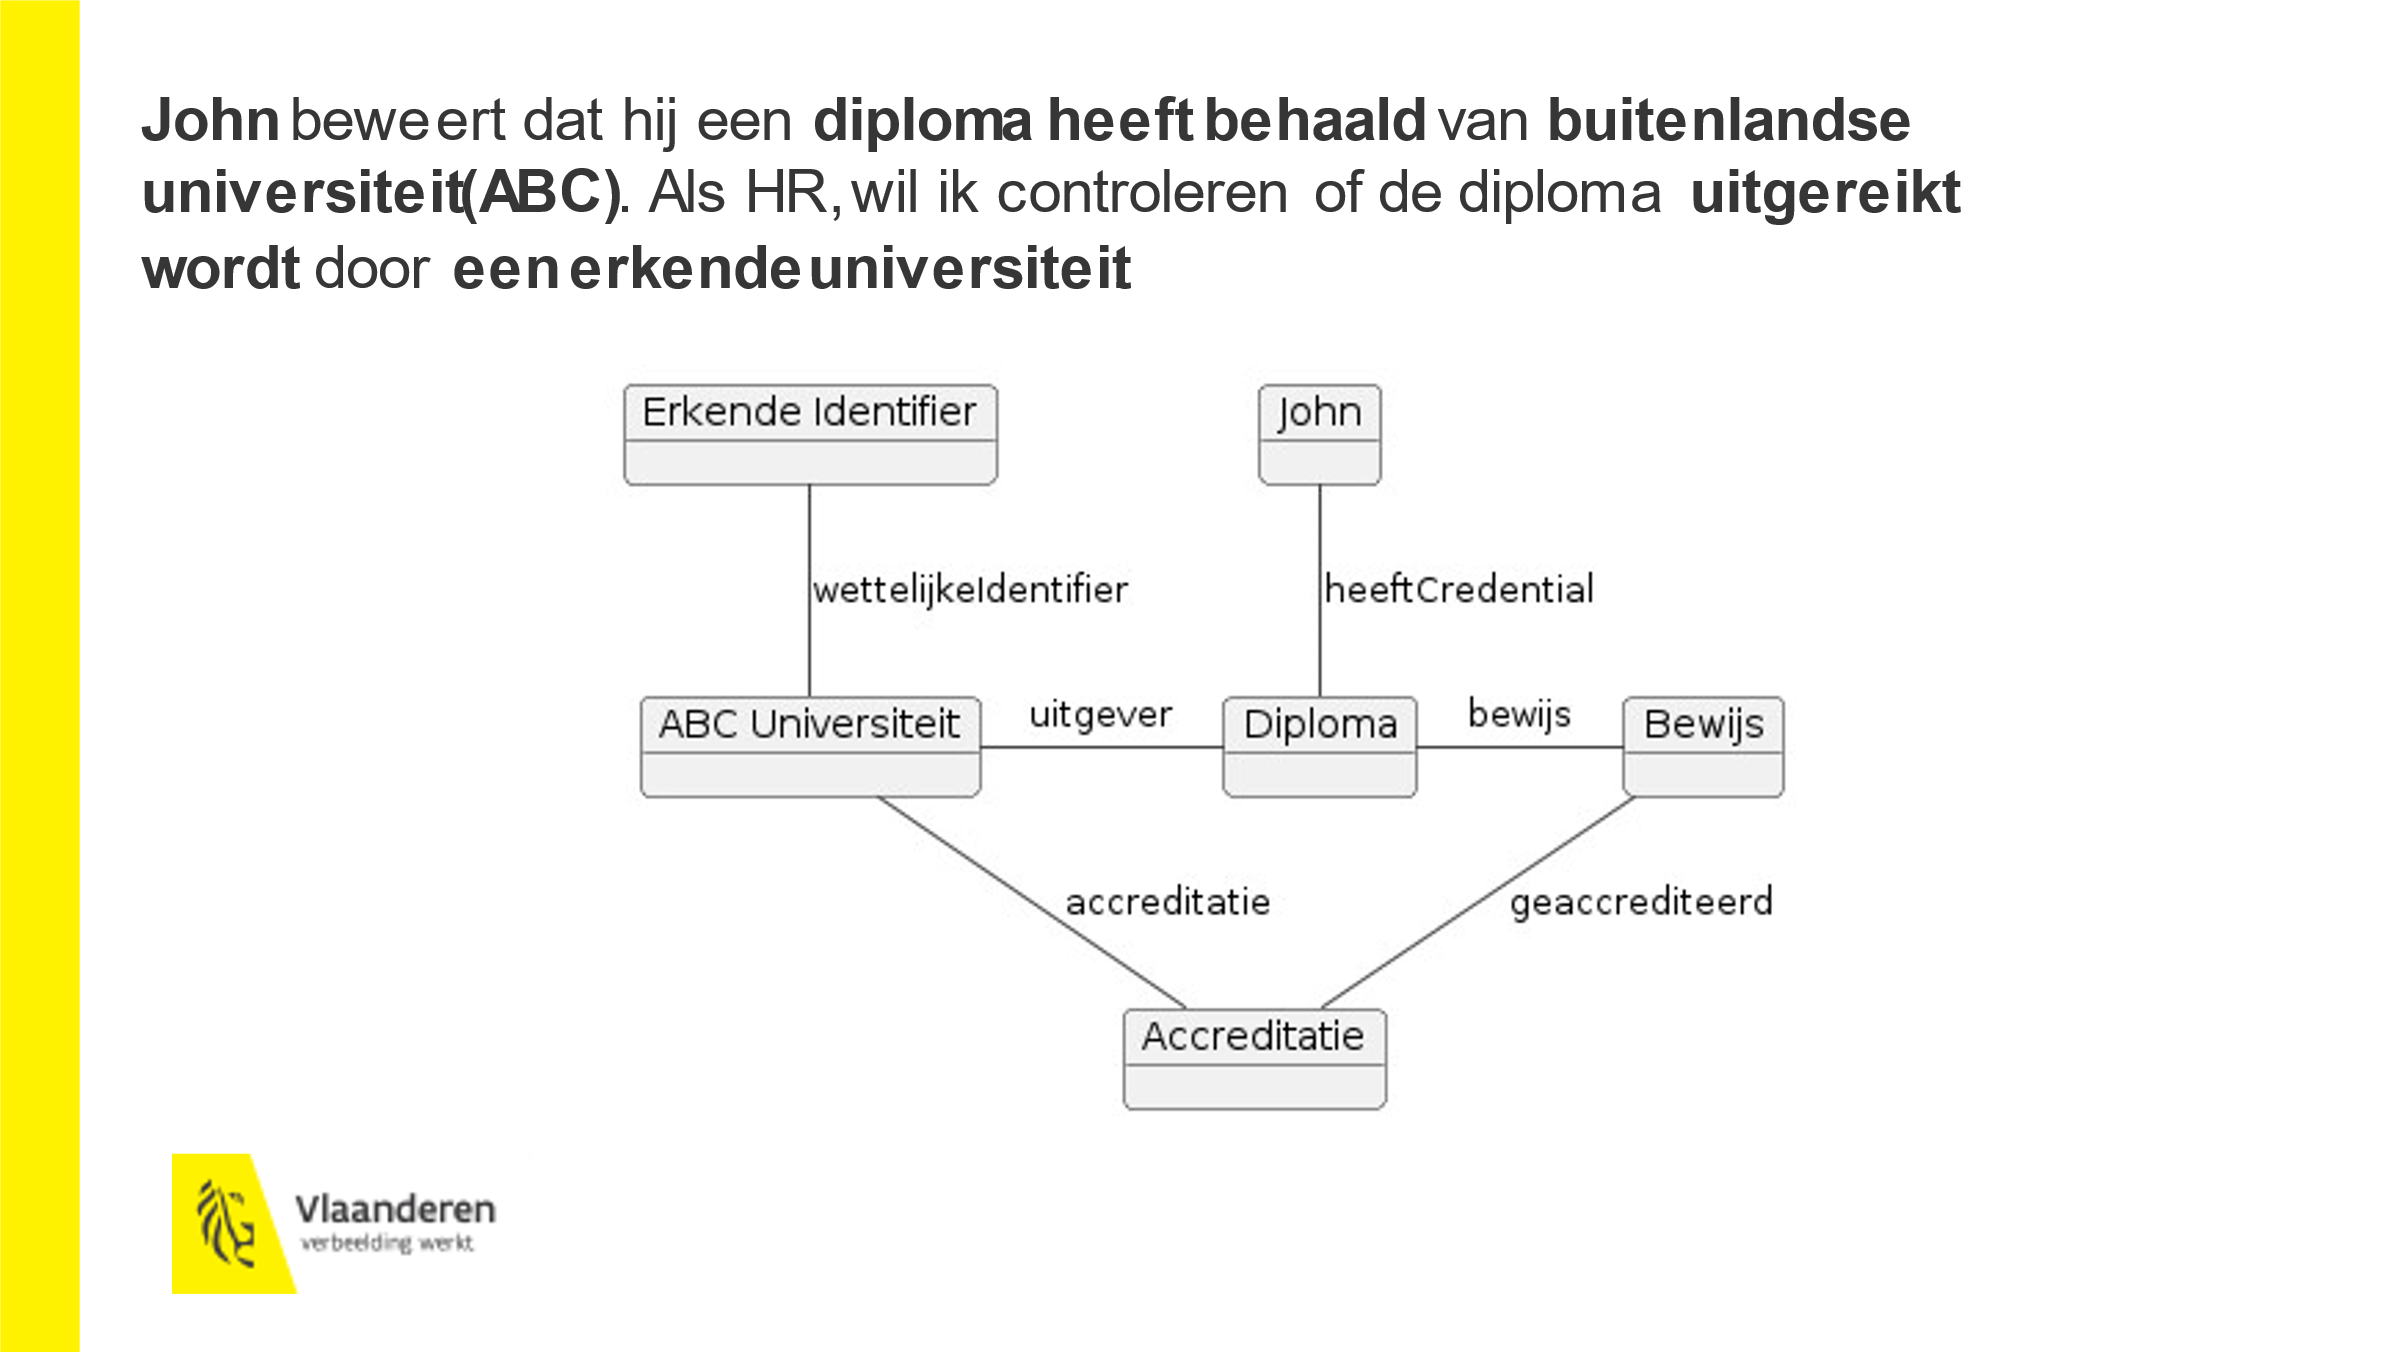 John beweert dat hij een diploma heeft behaald van buitenlandse
universiteit(ABC). Als HR, wil ik controleren of de diploma uitgereikt
wordt door een erkende universiteit.
Erkende Identifier
John
wettelijkeIdentifier
heeftCredential
ABC Universiteit
uitgever
Diploma
bewijs
Bewijs
accreditatie
geaccrediteerd
Accreditatie
Vlaanderen
verbeelding werkt